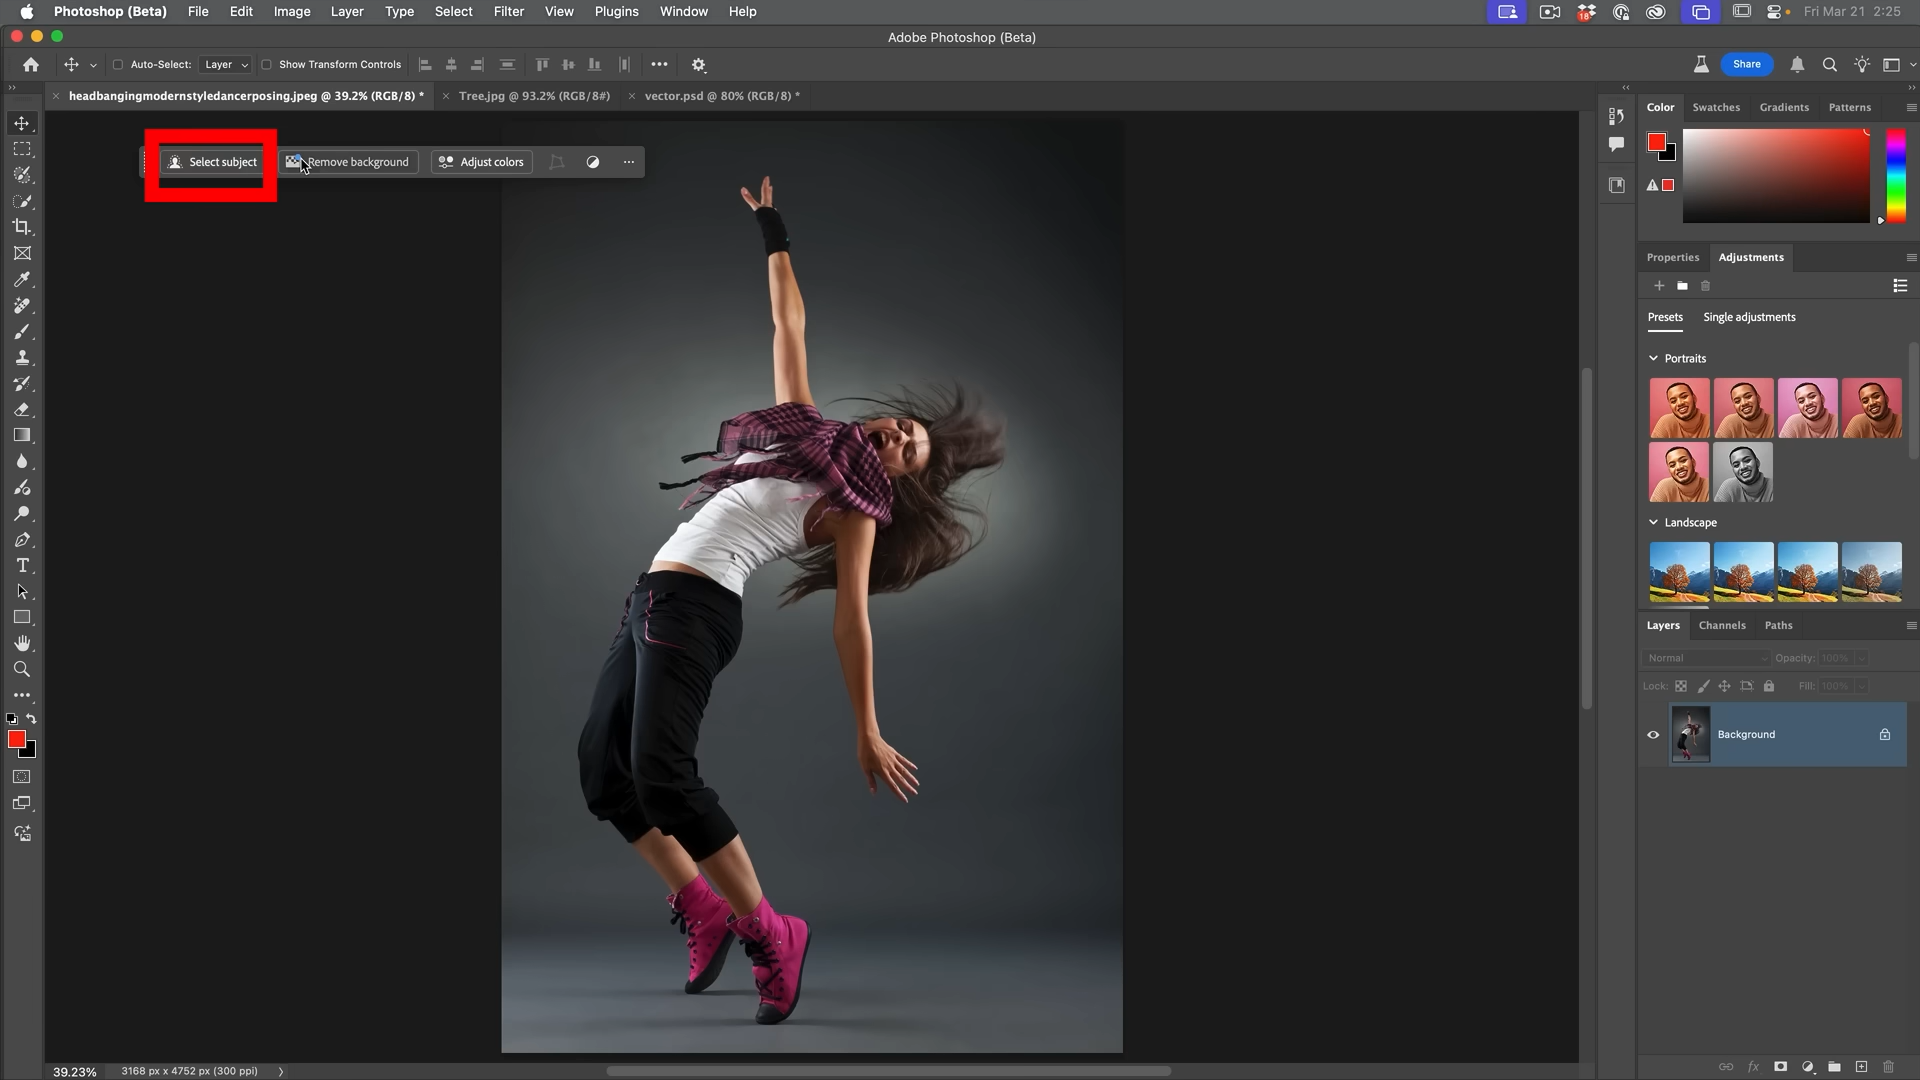 Photoshop (Beta) File Edit Image Layer Type Select Filter View Plugins Window Help 18 Fri Mar 21 2:25
Adobe Photoshop (Beta)
Auto-Select: Layer Show Transform Controls ••• Share
headbangingmodernstyledancerposing.jpeg @ 39.2% (RGB/8) * Tree.jpg @ 93.2% (RGB/8#) vector.psd @ 80% (RGB/8) *
Color Swatches Gradients Patterns
Select subject Remove background Adjust colors ···
Properties Adjustments
Presets Single adjustments
Portraits
Landscape
Layers Channels Paths
Normal Opacity: 100%
Lock: Fill: 100%
Background
39.23% 3168 px x 4752 px (300 ppi)